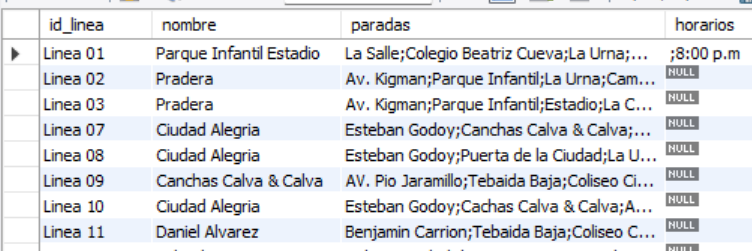 id_linea nombre paradas horarios
Linea 01 Parque Infantil Estadio La Salle;Colegio Beatriz Cueva;La Urna;... ;8:00 p.m
Linea 02 Pradera Av. Kigman;Parque Infantil;La Urna;Cam... NULL
Linea 03 Pradera Av. Kigman;Parque Infantil;Estadio;La C... NULL
Linea 07 Ciudad Alegria Esteban Godoy;Canchas Calva & Calva;... NULL
Linea 08 Ciudad Alegria Esteban Godoy;Puerta de la Ciudad;La U... NULL
Linea 09 Canchas Calva & Calva AV. Pio Jaramillo;Tebaida Baja;Coliseo Ci... NULL
Linea 10 Ciudad Alegria Esteban Godoy;Cachas Calva & Calva;A... NULL
Linea 11 Daniel Alvarez Benjamin Carrion;Tebaida Baja;Coliseo C... NULL
NULL